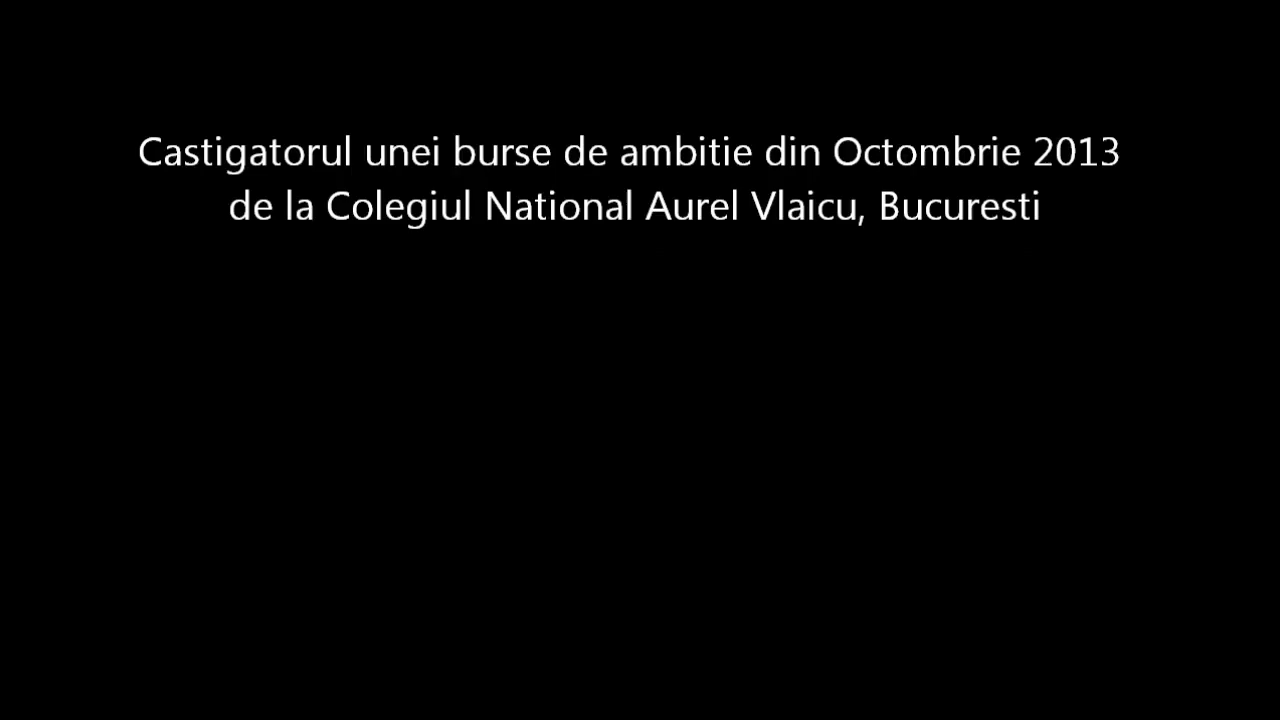 Castigatorul unei burse de ambitie din Octombrie 2013
de la Colegiul National Aurel Vlaicu, Bucuresti